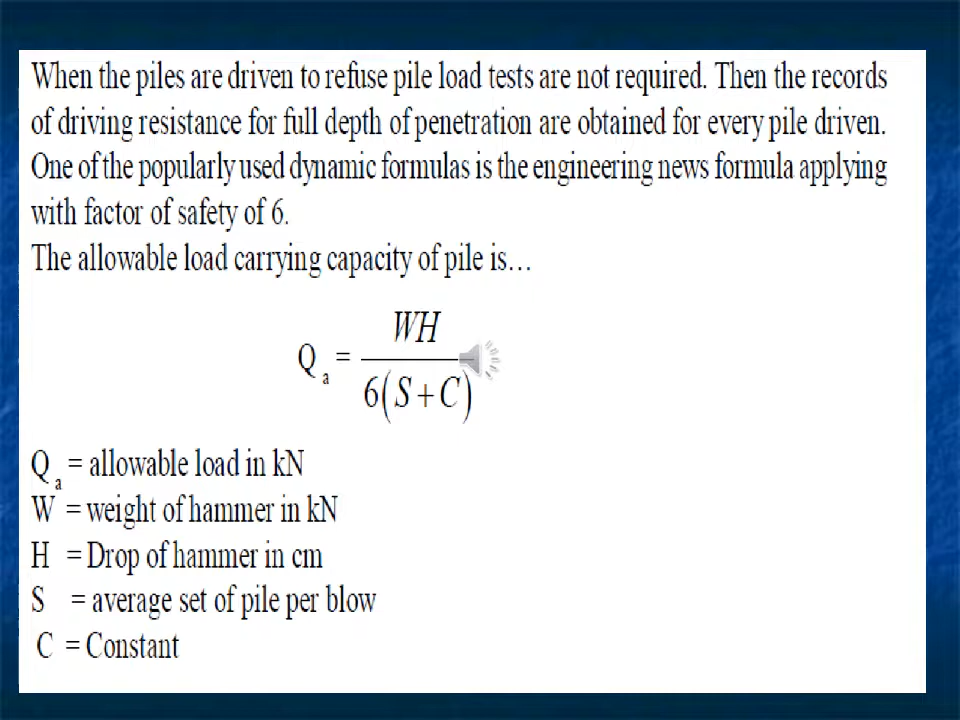 When the piles are driven to refuse pile load tests are not required. Then the records
of driving resistance for full depth of penetration are obtained for every pile driven.
One of the popularly used dynamic formulas is the engineering news formula applying
with factor of safety of 6.
The allowable load carrying capacity of pile is…
Q a = WH / 6(S+C)
Q a = allowable load in kN
W = weight of hammer in kN
H = Drop of hammer in cm
S = average set of pile per blow
C = Constant